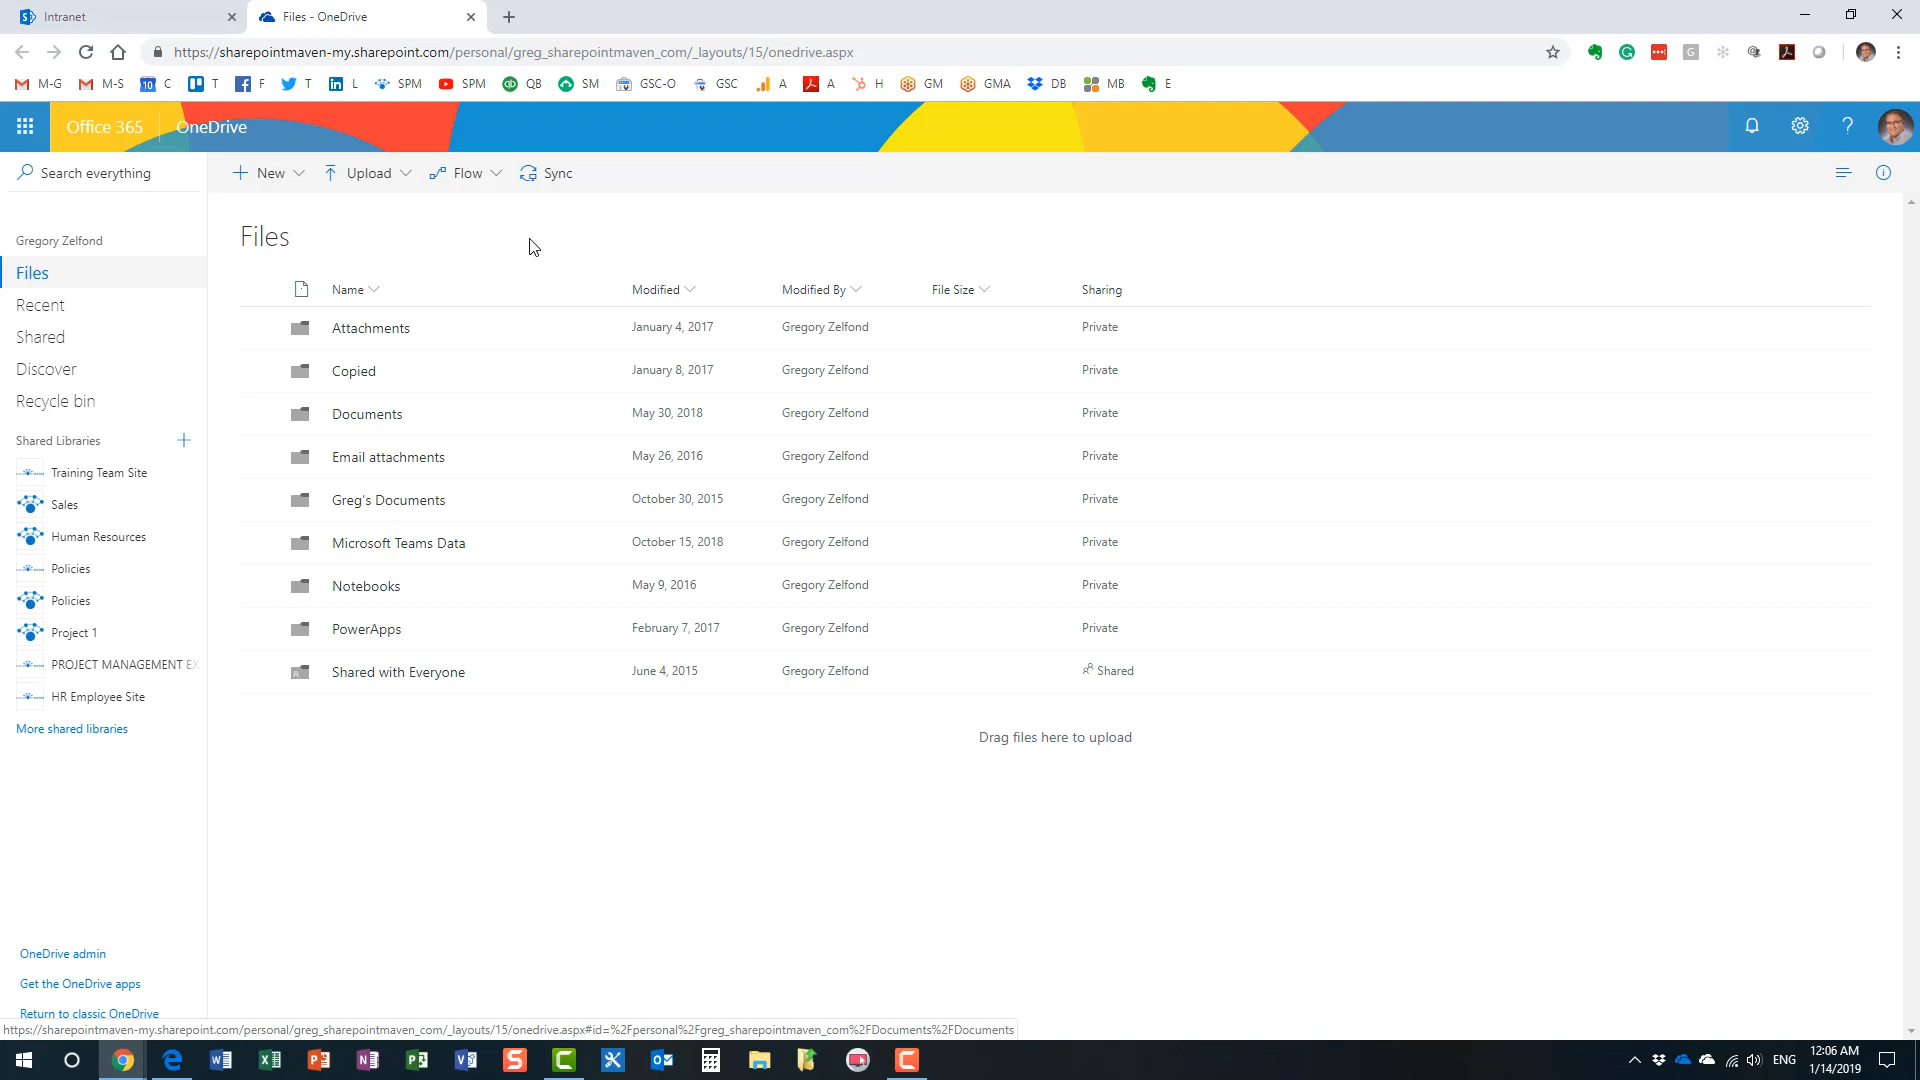 Intranet
Files - OneDrive
https://sharepointmaven-my.sharepoint.com/personal/greg_sharepointmaven_com/_layouts/15/onedrive.aspx
M-G M-S 10 C T F T L SPM SPM QB SM GSC-O GSC A A H GM GMA DB MB E
Office 365 OneDrive
Search everything
New Upload Flow Sync
Gregory Zelfond
Files
Recent
Shared
Discover
Recycle bin
Shared Libraries
Training Team Site
Sales
Human Resources
Policies
Policies
Project 1
PROJECT MANAGEMENT EX
HR Employee Site
More shared libraries
OneDrive admin
Get the OneDrive apps
Return to classic OneDrive
Files
Name Modified Modified By File Size Sharing
Attachments January 4, 2017 Gregory Zelfond Private
Copied January 8, 2017 Gregory Zelfond Private
Documents May 30, 2018 Gregory Zelfond Private
Email attachments May 26, 2016 Gregory Zelfond Private
Greg's Documents October 30, 2015 Gregory Zelfond Private
Microsoft Teams Data October 15, 2018 Gregory Zelfond Private
Notebooks May 9, 2016 Gregory Zelfond Private
PowerApps February 7, 2017 Gregory Zelfond Private
Shared with Everyone June 4, 2015 Gregory Zelfond Shared
Drag files here to upload
https://sharepointmaven-my.sharepoint.com/personal/greg_sharepointmaven_com/_layouts/15/onedrive.aspx#id=%2Fpersonal%2Fgreg_sharepointmaven_com%2FDocuments%2FDocuments
ENG
12:06 AM
1/14/2019